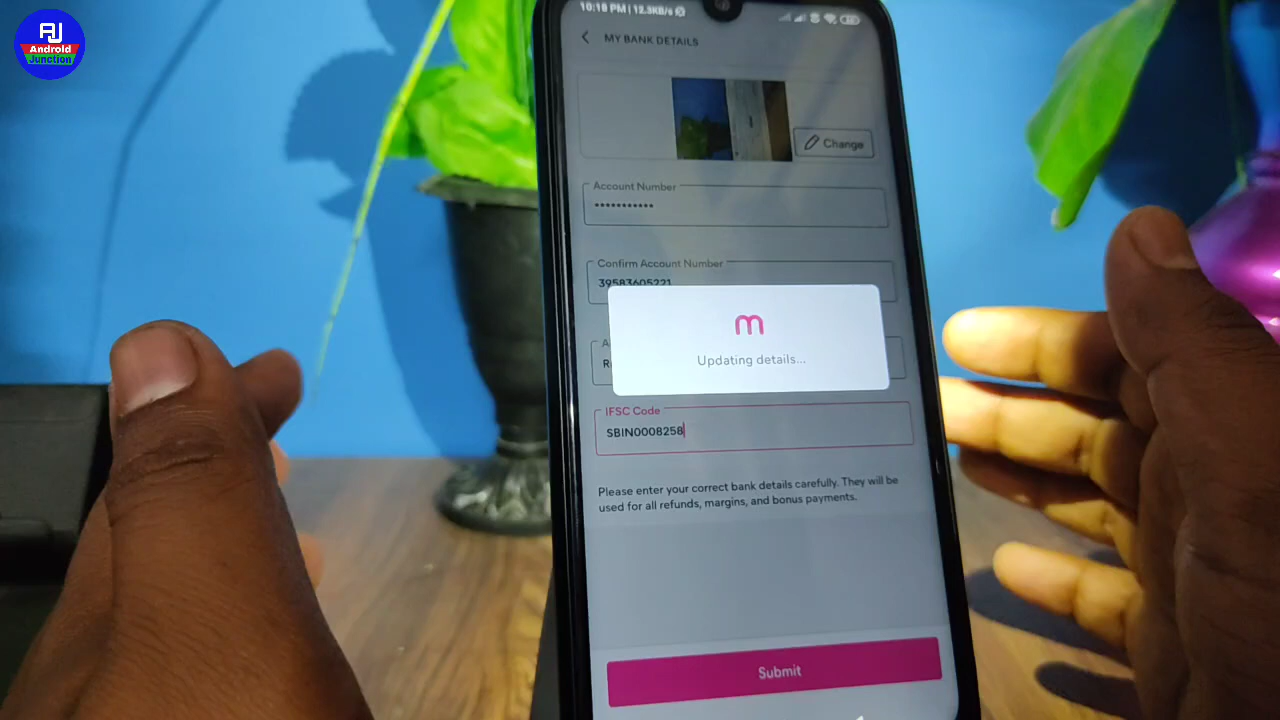 AJ
Android
Junction
10:18 PM | 12.3KB/s
MY BANK DETAILS
Change
Account Number
•••••••••••
Confirm Account Number
39583605221
IFSC Code
SBIN0008258
m
Updating details...
Please enter your correct bank details carefully. They will be
used for all refunds, margins, and bonus payments.
Submit